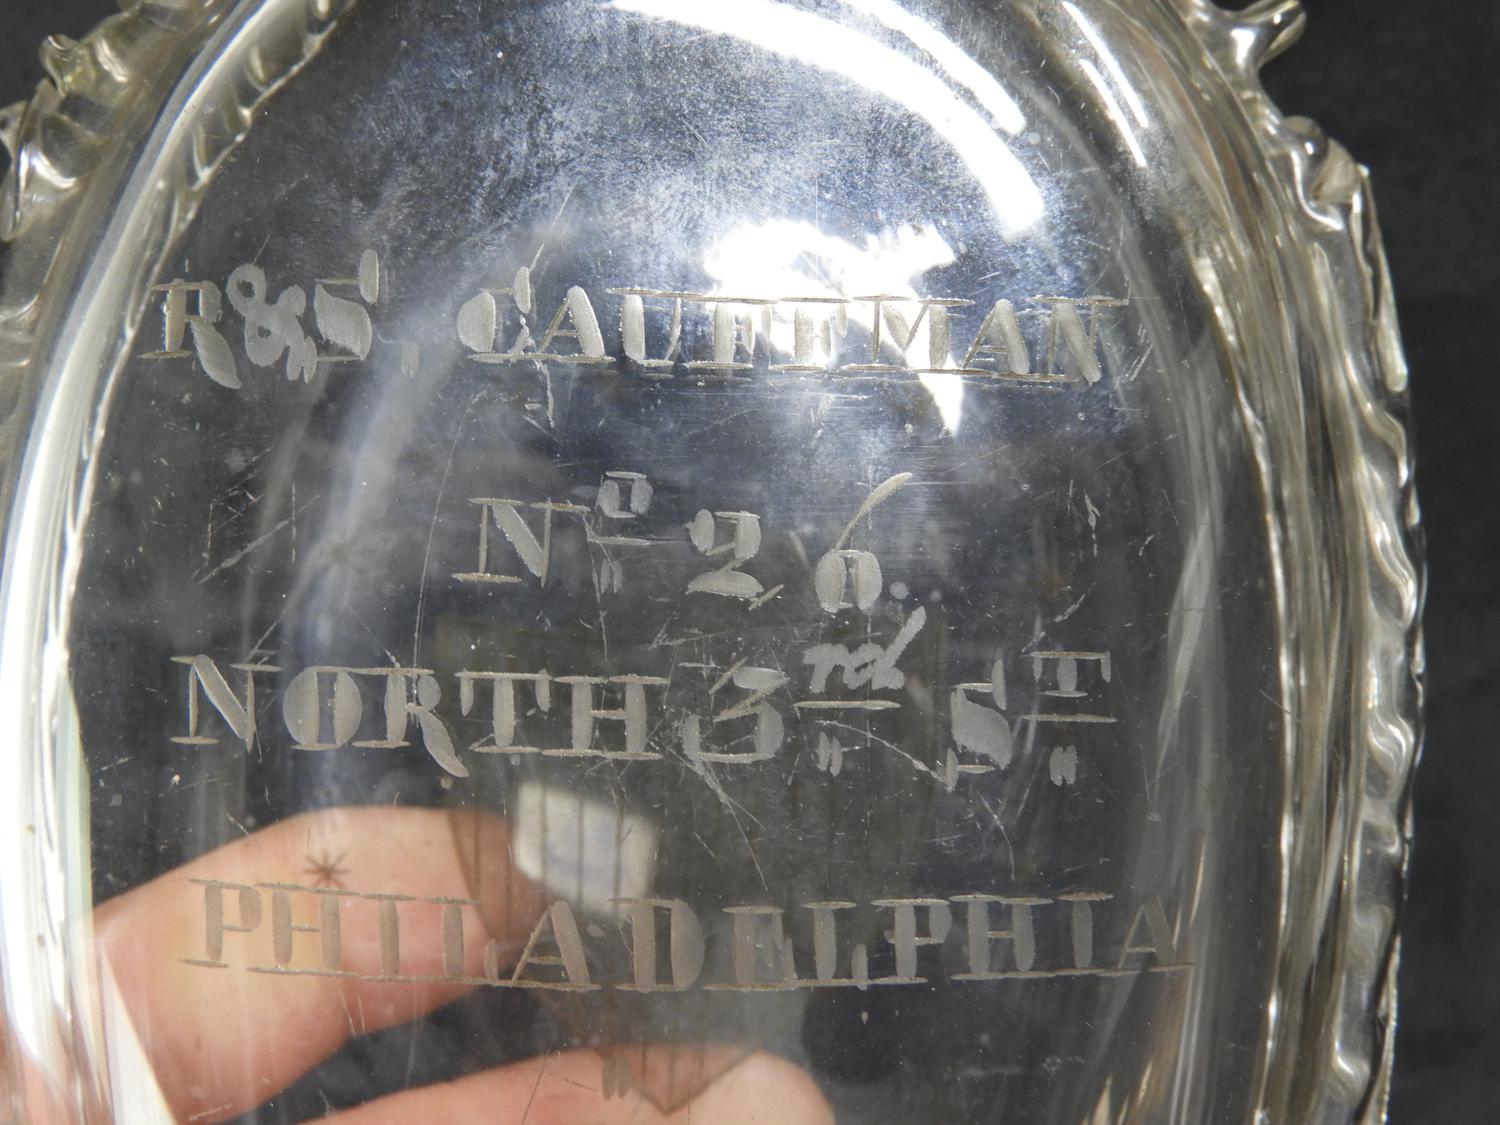 R & S, CAUFFMAN
Nº 26.
NORTH 3rd ST
PHILADELPHIA